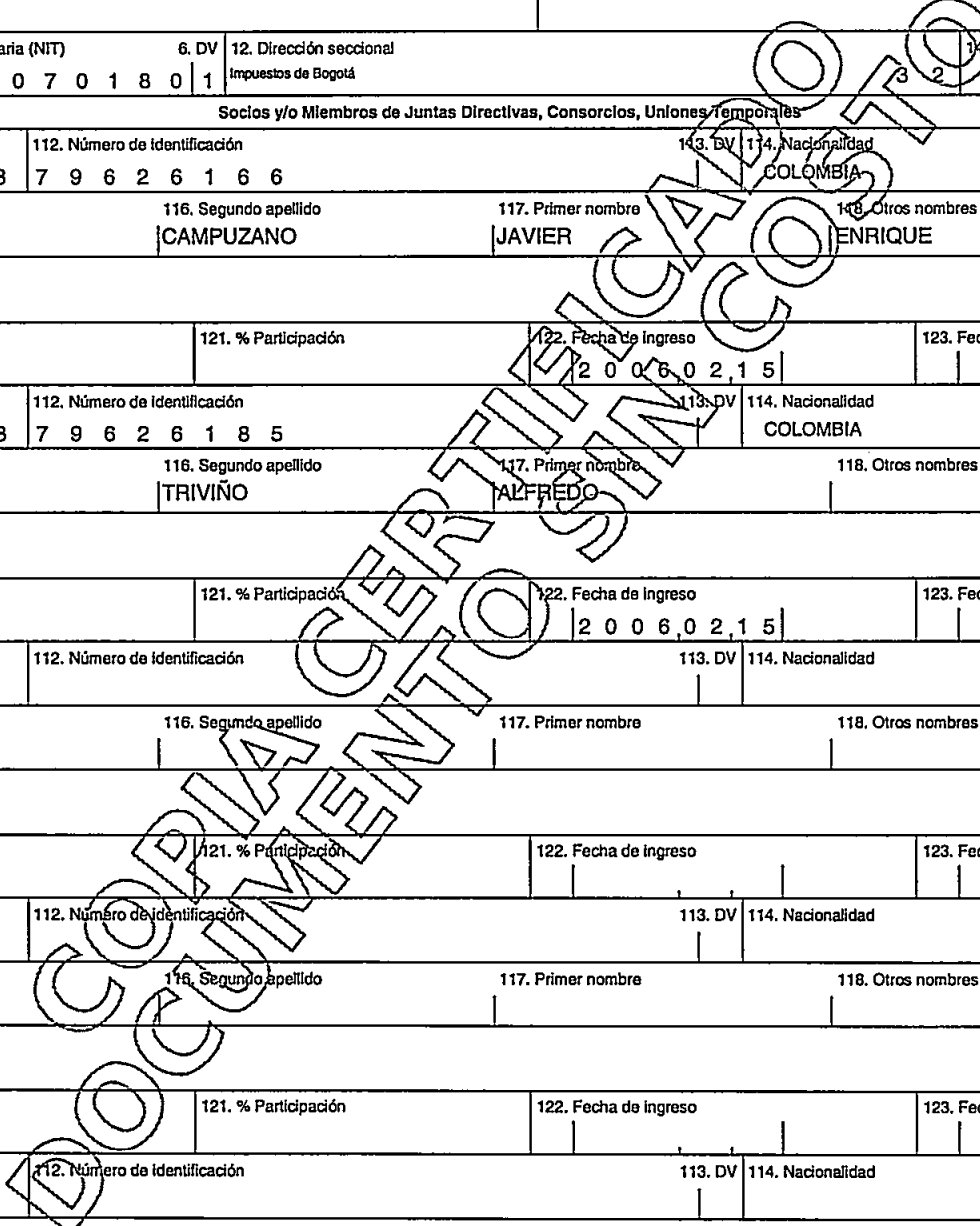 aria (NIT) 6. DV 12. Dirección seccional
0 7 0 1 8 0 1 Impuestos de Bogotá 3 2
Socios y/o Miembros de Juntas Directivas, Consorcios, Uniones Temporales
112. Número de identificación 113. DV 114. Nacionalidad
7 9 6 2 6 1 6 6 COLOMBIA
116. Segundo apellido 117. Primer nombre 118. Otros nombres
CAMPUZANO JAVIER ENRIQUE
121. % Participación 122. Fecha de ingreso 123. Fec
2 0 0 6 0 2 1 5
112. Número de identificación 113. DV 114. Nacionalidad
7 9 6 2 6 1 8 5 COLOMBIA
116. Segundo apellido 117. Primer nombre 118. Otros nombres
TRIVIÑO ALFREDO
121. % Participación 122. Fecha de ingreso 123. Fec
2 0 0 6 0 2 1 5
112. Número de identificación 113. DV 114. Nacionalidad
116. Segundo apellido 117. Primer nombre 118. Otros nombres
121. % Participación 122. Fecha de ingreso 123. Fec
112. Número de identificación 113. DV 114. Nacionalidad
116. Segundo apellido 117. Primer nombre 118. Otros nombres
121. % Participación 122. Fecha de ingreso 123. Fec
112. Número de identificación 113. DV 114. Nacionalidad
COPIA CERTIFICADO
DOCUMENTO SIN COSTO